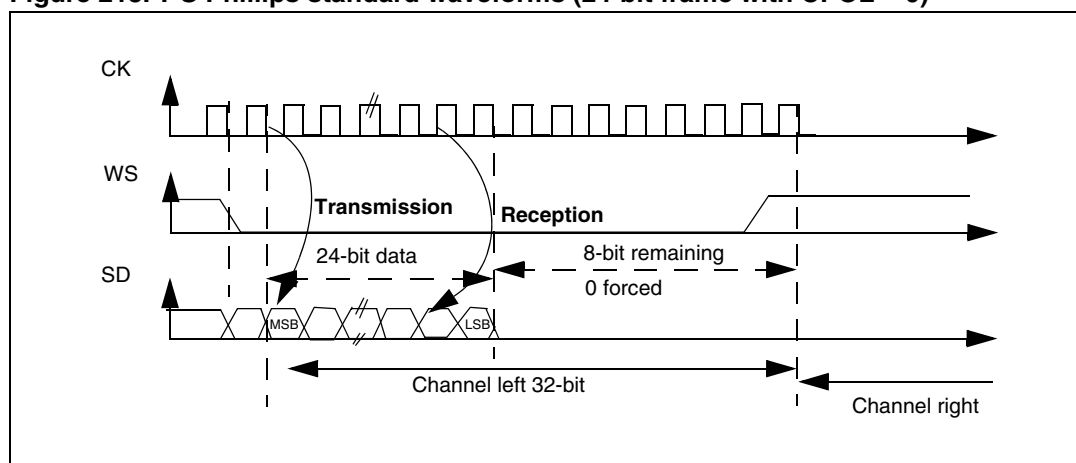 CK
WS
Transmission
Reception
24-bit data
8-bit remaining
0 forced
SD
MSB
LSB
Channel left 32-bit
Channel right